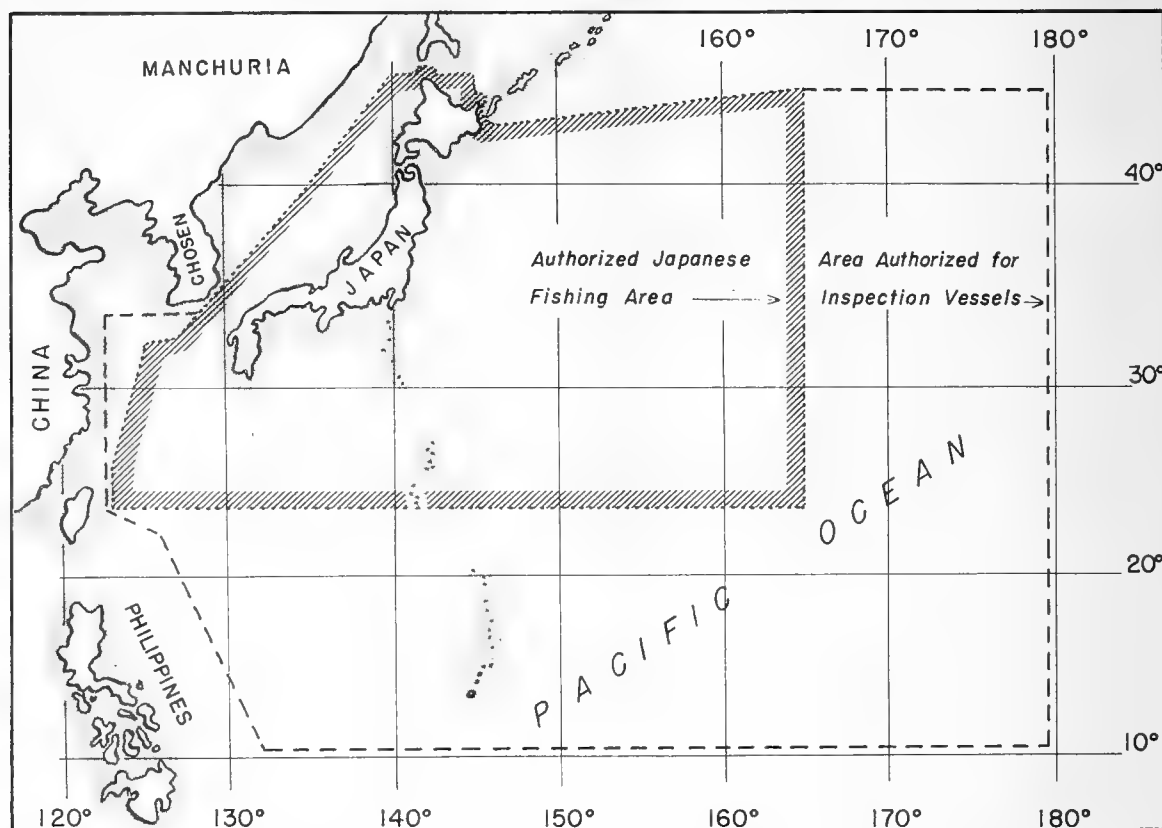 160° 170° 180°
MANCHURIA
40°
CHOSEN
JAPAN
Authorized Japanese
Fishing Area
Area Authorized for
Inspection Vessels
CHINA
30°
OCEAN
20°
PHILIPPINES
PACIFIC
10°
120° 130° 140° 150° 160° 170° 180°